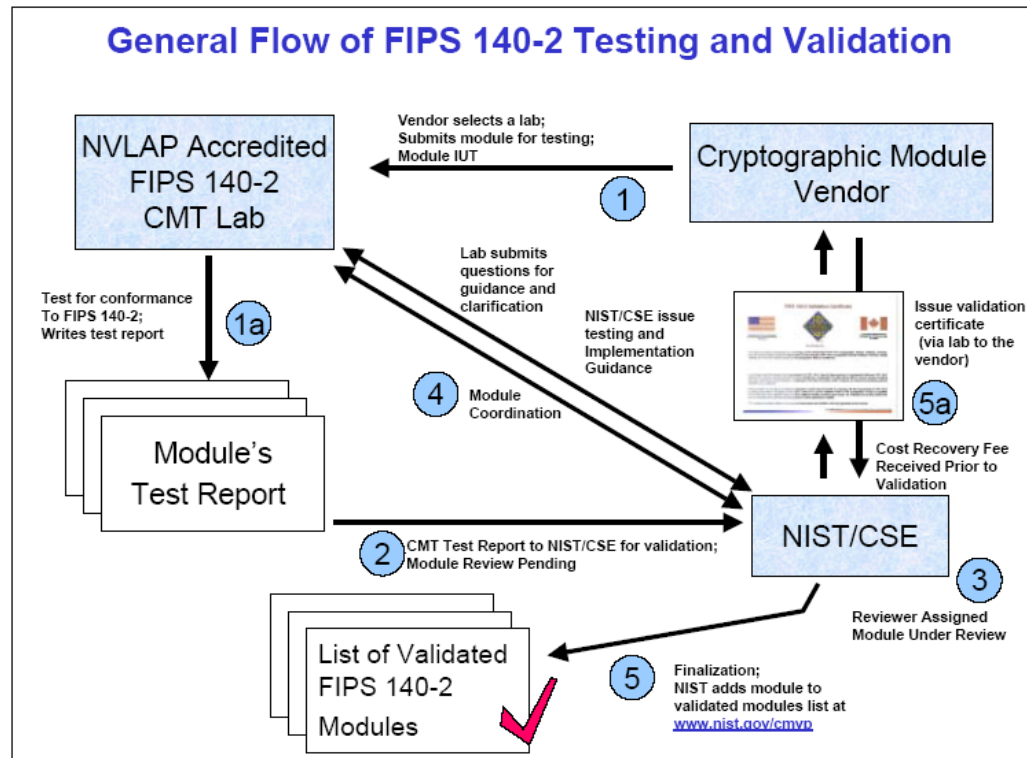 General Flow of FIPS 140-2 Testing and Validation
NVLAP Accredited
FIPS 140-2
CMT Lab
Vendor selects a lab;
Submits module for testing;
Module IUT
1
Cryptographic Module
Vendor
Test for conformance
To FIPS 140-2;
Writes test report
1a
Lab submits
questions for
guidance and
clarification
NIST/CSE issue
testing and
Implementation
Guidance
4
Module
Coordination
Issue validation
certificate
(via lab to the
vendor)
5a
Cost Recovery Fee
Received Prior to
Validation
Module's
Test Report
2
CMT Test Report to NIST/CSE for validation;
Module Review Pending
NIST/CSE
3
Reviewer Assigned
Module Under Review
List of Validated
FIPS 140-2
Modules
5
Finalization;
NIST adds module to
validated modules list at
www.nist.gov/cmvp